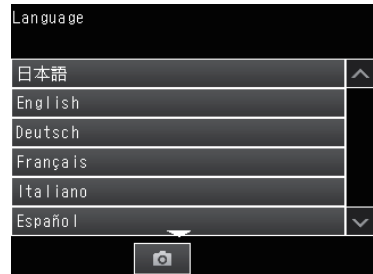 Language
日本語
English
Deutsch
Français
Italiano
Español